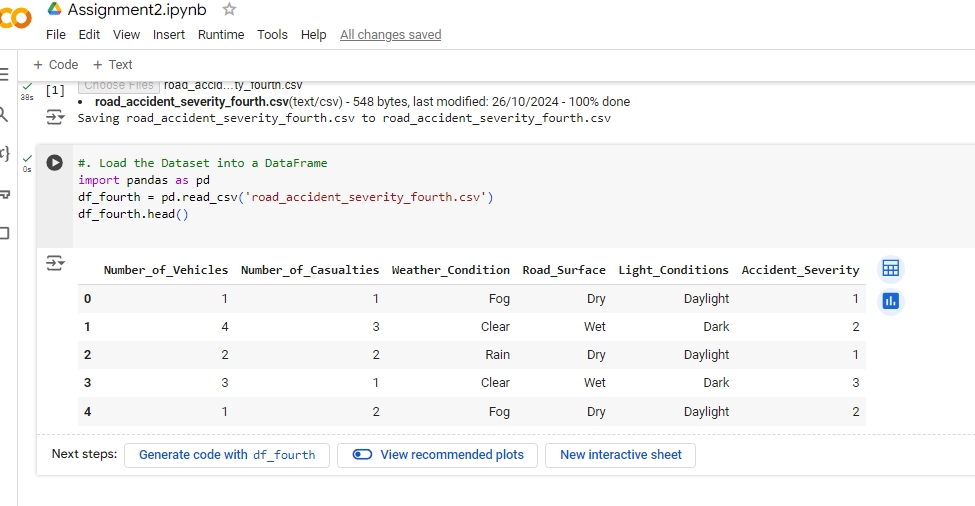 Assignment2.ipynb
File Edit View Insert Runtime Tools Help All changes saved
+ Code + Text
[1] Choose Files road_accid...ty_fourth.csv
38s
• road_accident_severity_fourth.csv(text/csv) - 548 bytes, last modified: 26/10/2024 - 100% done
Saving road_accident_severity_fourth.csv to road_accident_severity_fourth.csv
0s
#. Load the Dataset into a DataFrame
import pandas as pd
df_fourth = pd.read_csv('road_accident_severity_fourth.csv')
df_fourth.head()
Number_of_Vehicles Number_of_Casualties Weather_Condition Road_Surface Light_Conditions Accident_Severity
0 1 1 Fog Dry Daylight 1
1 4 3 Clear Wet Dark 2
2 2 2 Rain Dry Daylight 1
3 3 1 Clear Wet Dark 3
4 1 2 Fog Dry Daylight 2
Next steps: Generate code with df_fourth View recommended plots New interactive sheet